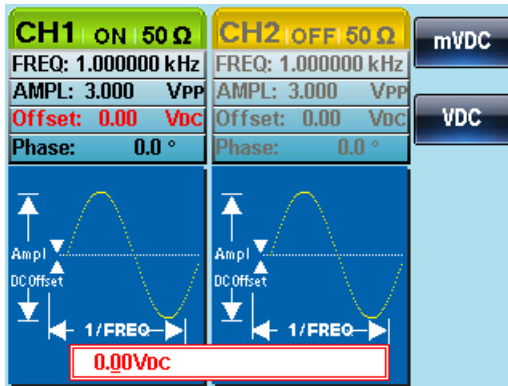 CH1 ON 50 Ω
FREQ: 1.000000 kHz
AMPL: 3.000 VPP
Offset: 0.00 VDC
Phase: 0.0 °
Ampl
DC Offset
1/FREQ
CH2 OFF 50 Ω
FREQ: 1.000000 kHz
AMPL: 3.000 VPP
Offset: 0.00 VDC
Phase: 0.0 °
Ampl
DC Offset
1/FREQ
0.00VDC
mVDC
VDC